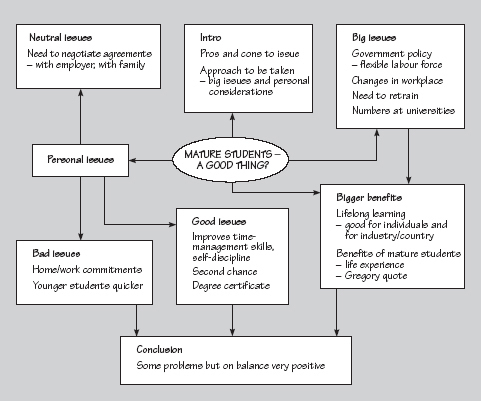 Neutral issues
Need to negotiate agreements
– with employer, with family
Intro
Pros and cons to issue
Approach to be taken
– big issues and personal
considerations
Big issues
Government policy
– flexible labour force
Changes in workplace
Need to retrain
Numbers at universities
Personal issues
MATURE STUDENTS –
A GOOD THING?
Bad issues
Home/work commitments
Younger students quicker
Good issues
Improves time-
management skills,
self-discipline
Second chance
Degree certificate
Bigger benefits
Lifelong learning
– good for individuals and
for industry/country
Benefits of mature students
– life experience
– Gregory quote
Conclusion
Some problems but on balance very positive